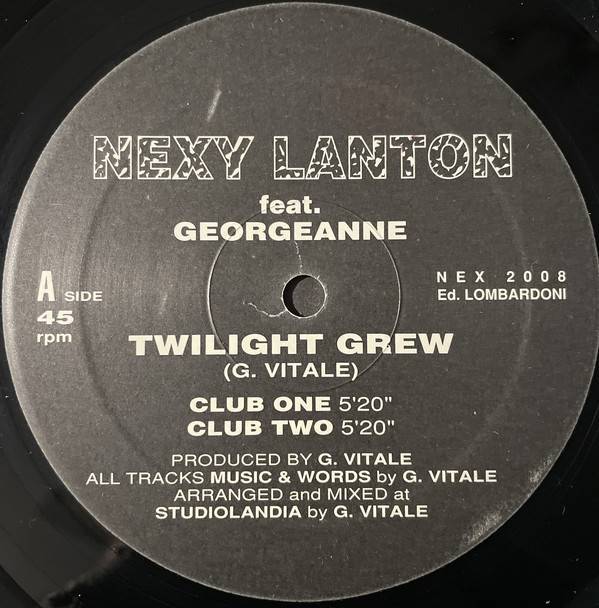 NEXY LANTON
feat.
GEORGEANNE
A SIDE
45
rpm
NEX 2008
Ed. LOMBARDONI
TWILIGHT GREW
(G. VITALE)
CLUB ONE 5'20"
CLUB TWO 5'20"
PRODUCED BY G. VITALE
ALL TRACKS MUSIC & WORDS by G. VITALE
ARRANGED and MIXED at
STUDIOLANDIA by G. VITALE